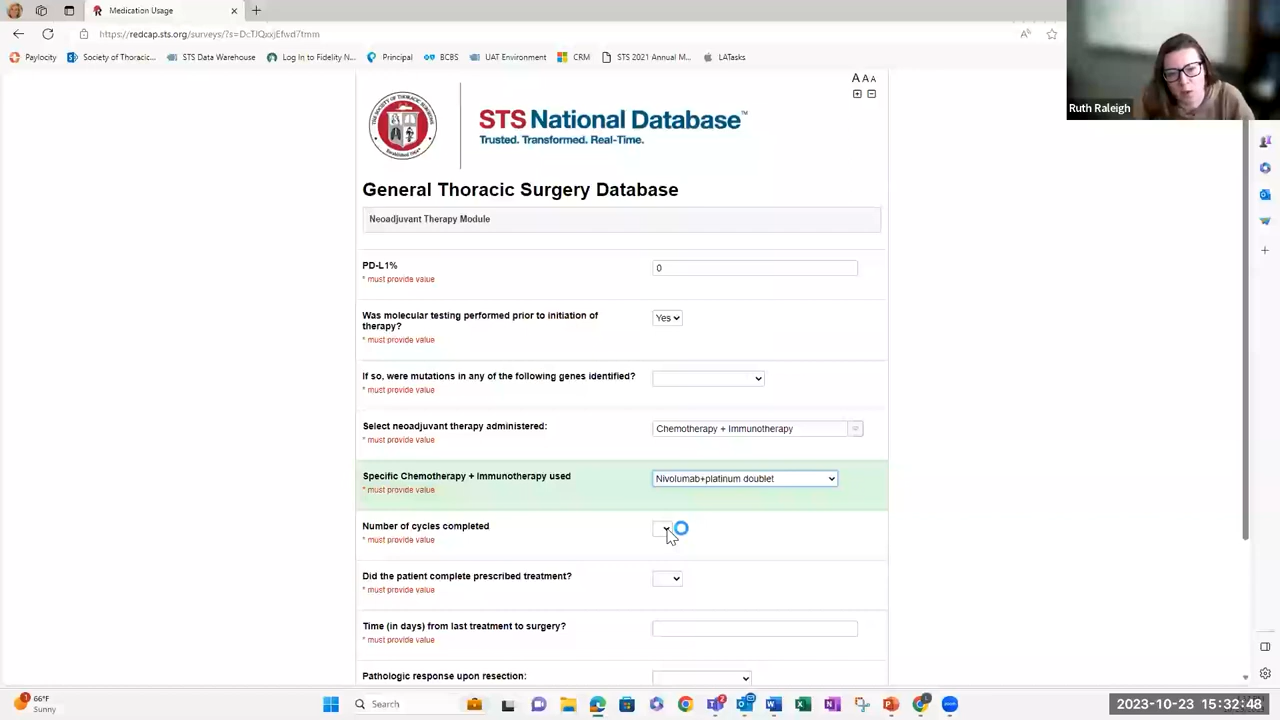 Medication Usage
https://redcap.sts.org/surveys/?s=DcTJQxxjEfwd7tmm
Paylocity
Society of Thoracic...
STS Data Warehouse
Log In to Fidelity N...
Principal
BCBS
UAT Environment
CRM
STS 2021 Annual M...
LATasks
Ruth Raleigh
A A A
STS National Database™
Trusted. Transformed. Real-Time.
General Thoracic Surgery Database
Neoadjuvant Therapy Module
PD-L1%
* must provide value
0
Was molecular testing performed prior to initiation of
therapy?
* must provide value
Yes
If so, were mutations in any of the following genes identified?
* must provide value
Select neoadjuvant therapy administered:
* must provide value
Chemotherapy + Immunotherapy
Specific Chemotherapy + Immunotherapy used
* must provide value
Nivolumab+platinum doublet
Number of cycles completed
* must provide value
Did the patient complete prescribed treatment?
* must provide value
Time (in days) from last treatment to surgery?
* must provide value
Pathologic response upon resection:
66°F
Sunny
Search
2023-10-23 15:32:48